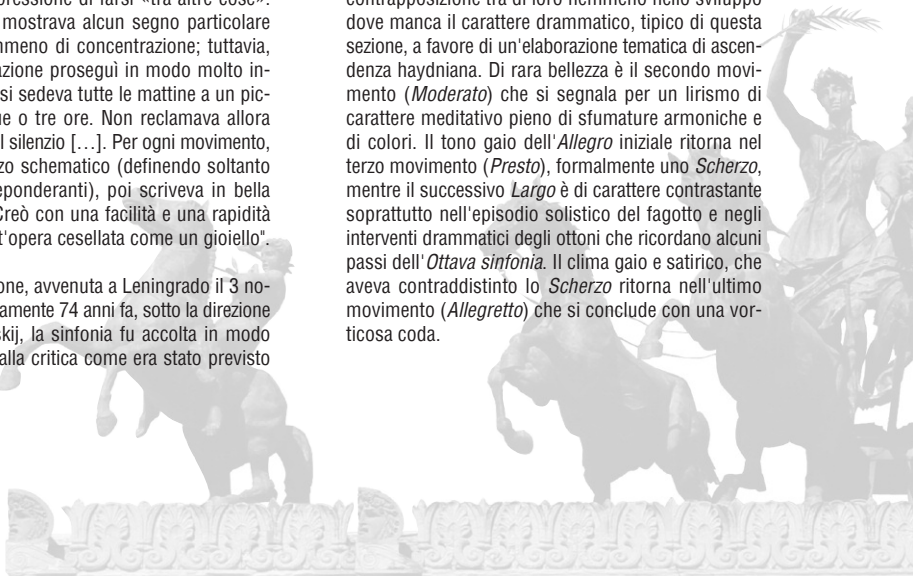 pressione di farsi «tra altre cose».
mostrava alcun segno particolare
mmeno di concentrazione; tuttavia,
azione proseguì in modo molto in-
si sedeva tutte le mattine a un pic-
ue o tre ore. Non reclamava allora
l silenzio […]. Per ogni movimento,
zo schematico (definendo soltanto
eponderanti), poi scriveva in bella
Creò con una facilità e una rapidità
t'opera cesellata come un gioiello".
one, avvenuta a Leningrado il 3 no-
amente 74 anni fa, sotto la direzione
skij, la sinfonia fu accolta in modo
alla critica come era stato previsto
contrapposizione tra di loro nemmeno nello sviluppo
dove manca il carattere drammatico, tipico di questa
sezione, a favore di un'elaborazione tematica di ascen-
denza haydniana. Di rara bellezza è il secondo movi-
mento (Moderato) che si segnala per un lirismo di
carattere meditativo pieno di sfumature armoniche e
di colori. Il tono gaio dell'Allegro iniziale ritorna nel
terzo movimento (Presto), formalmente uno Scherzo,
mentre il successivo Largo è di carattere contrastante
soprattutto nell'episodio solistico del fagotto e negli
interventi drammatici degli ottoni che ricordano alcuni
passi dell'Ottava sinfonia. Il clima gaio e satirico, che
aveva contraddistinto lo Scherzo ritorna nell'ultimo
movimento (Allegretto) che si conclude con una vor-
ticosa coda.